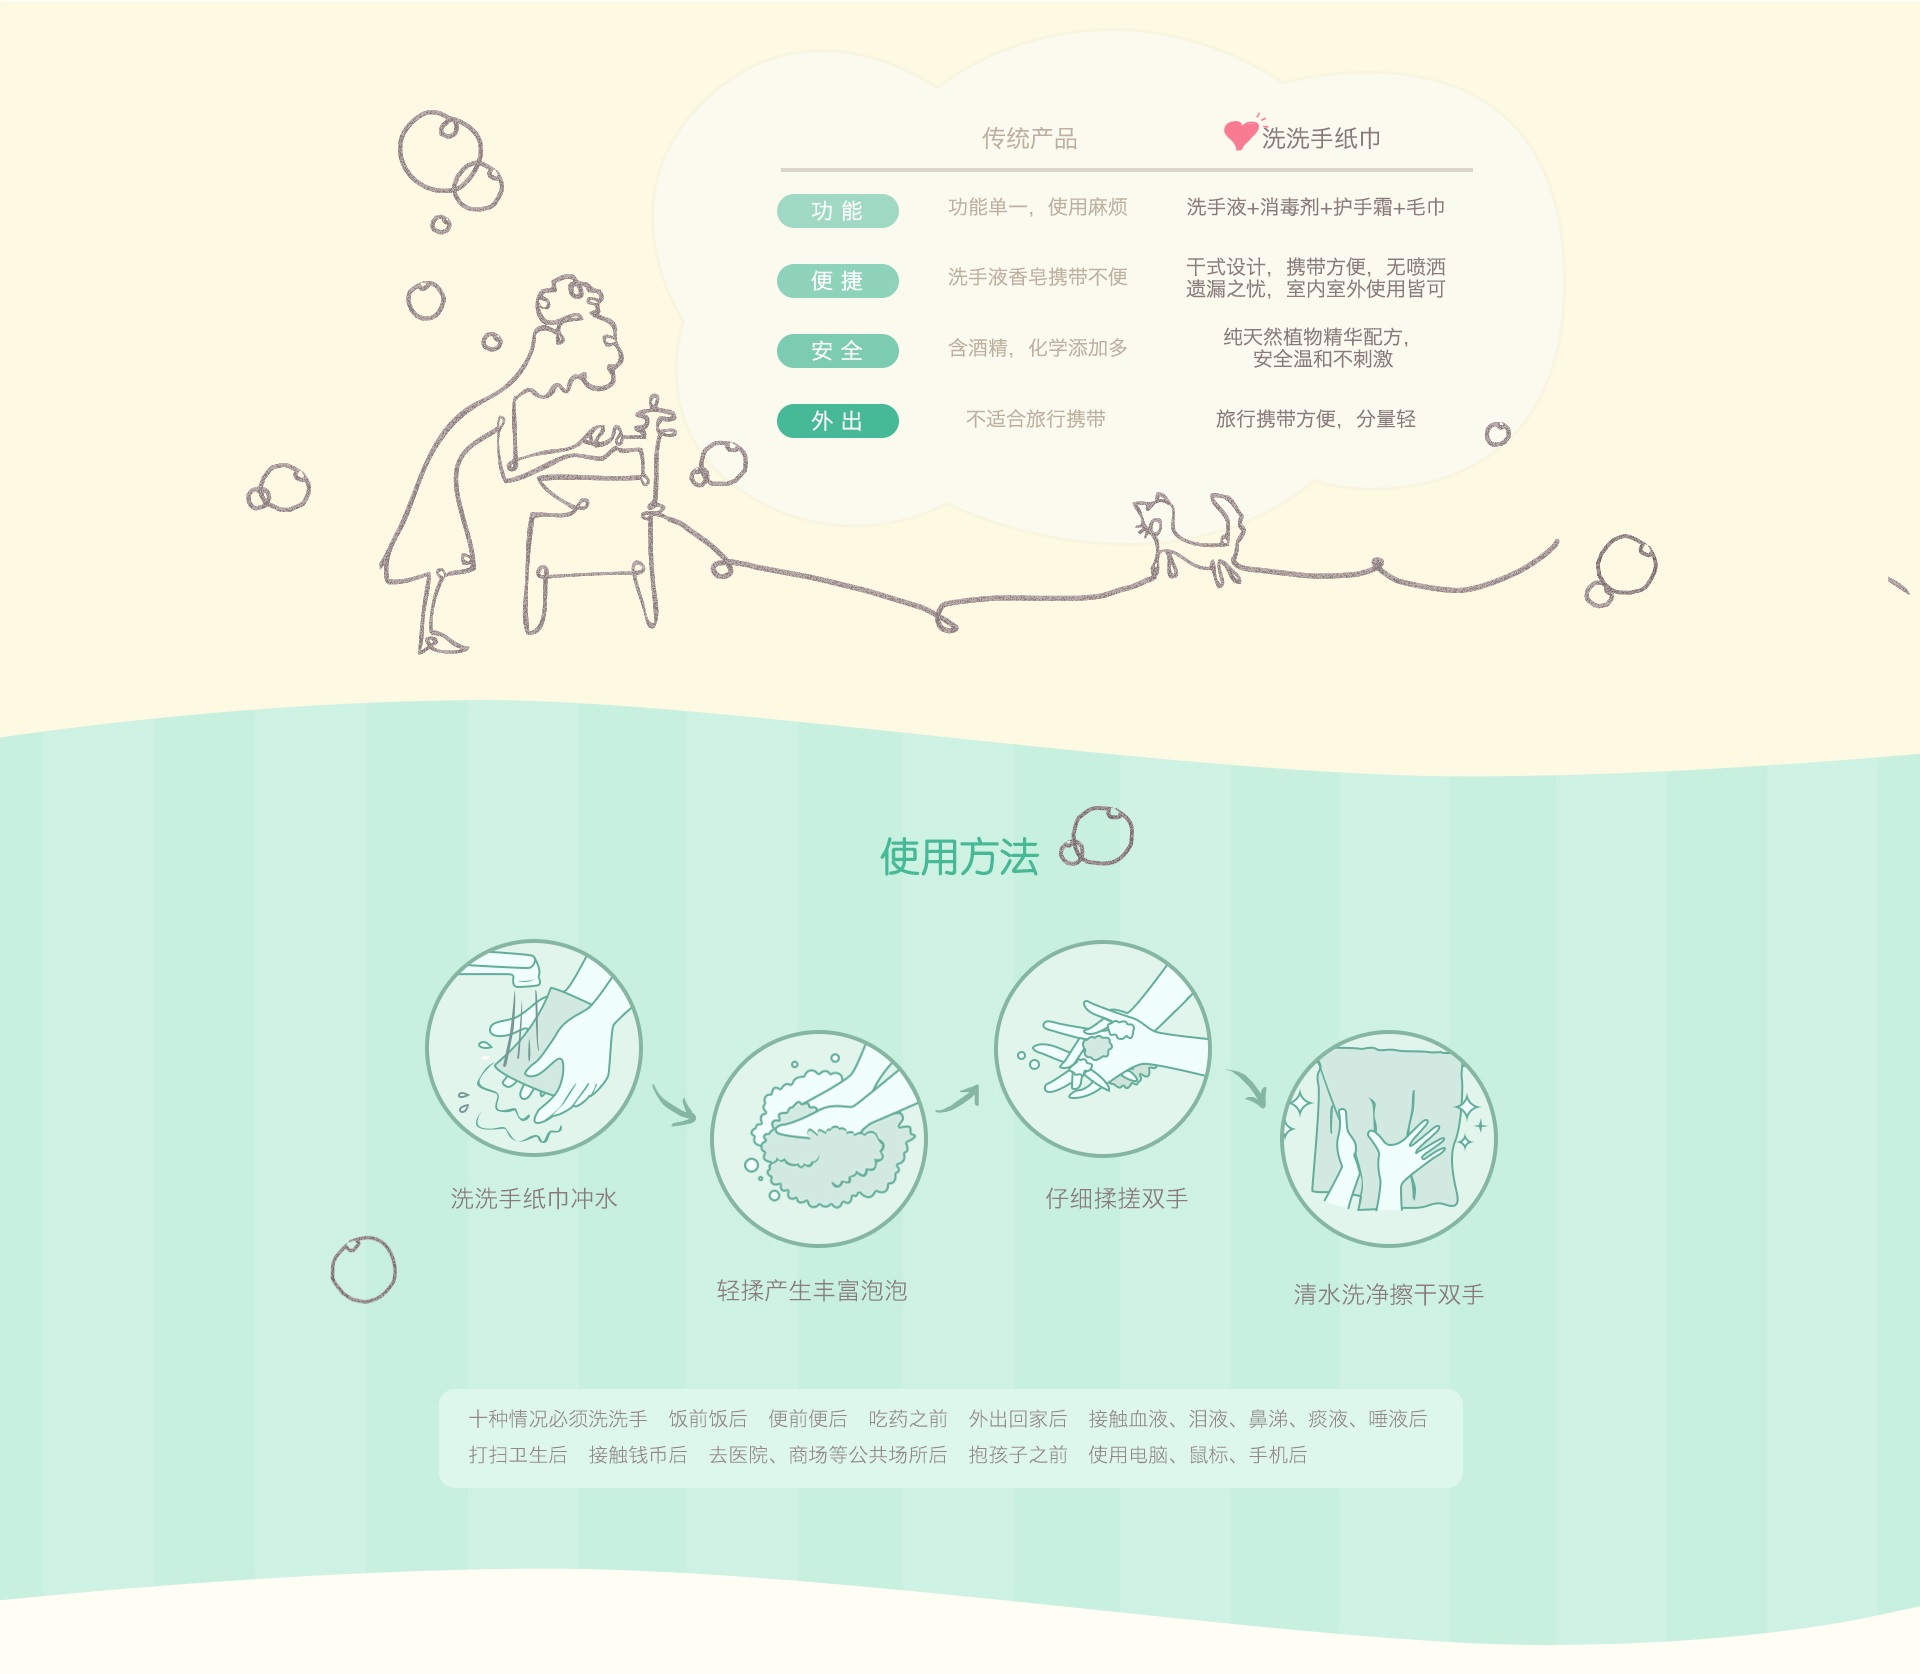 传统产品 洗洗手纸巾
功能 功能单一，使用麻烦 洗手液+消毒剂+护手霜+毛巾
便捷 洗手液香皂携带不便 干式设计，携带方便，无喷洒
遗漏之忧，室内室外使用皆可
安全 含酒精，化学添加多 纯天然植物精华配方，
安全温和不刺激
外出 不适合旅行携带 旅行携带方便，分量轻
使用方法
洗洗手纸巾冲水
仔细揉搓双手
轻揉产生丰富泡泡
清水洗净擦干双手
十种情况必须洗洗手 饭前饭后 便前便后 吃药之前 外出回家后 接触血液、泪液、鼻涕、痰液、唾液后
打扫卫生后 接触钱币后 去医院、商场等公共场所后 抱孩子之前 使用电脑、鼠标、手机后